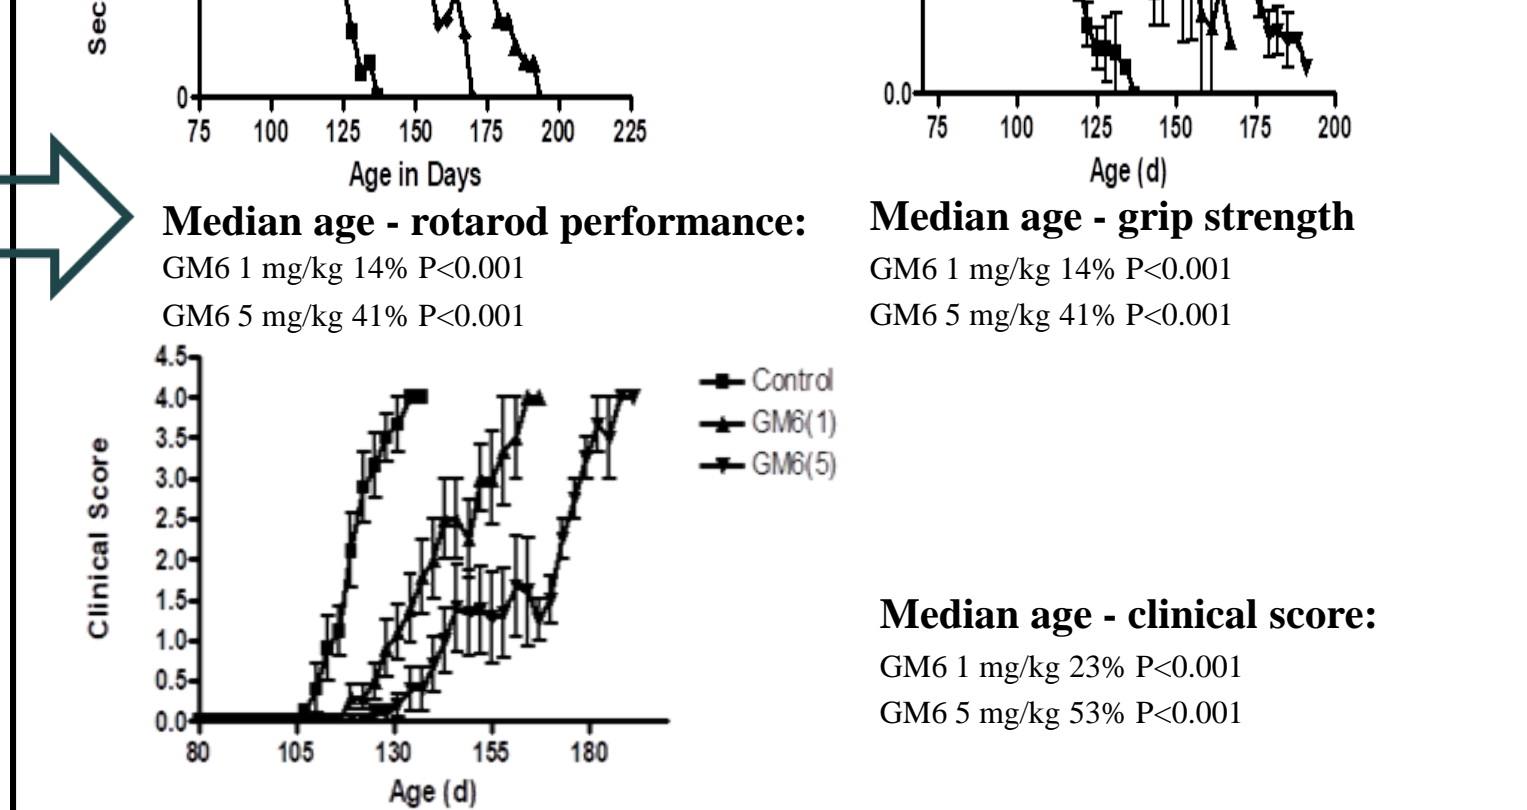 Sec
0
75 100 125 150 175 200 225
Age in Days
0.0
75 100 125 150 175 200
Age (d)
Median age - rotarod performance:
GM6 1 mg/kg 14% P<0.001
GM6 5 mg/kg 41% P<0.001
Median age - grip strength
GM6 1 mg/kg 14% P<0.001
GM6 5 mg/kg 41% P<0.001
Clinical Score
4.5
4.0
3.5
3.0
2.5
2.0
1.5
1.0
0.5
0.0
80 105 130 155 180
Age (d)
Control
GM6(1)
GM6(5)
Median age - clinical score:
GM6 1 mg/kg 23% P<0.001
GM6 5 mg/kg 53% P<0.001